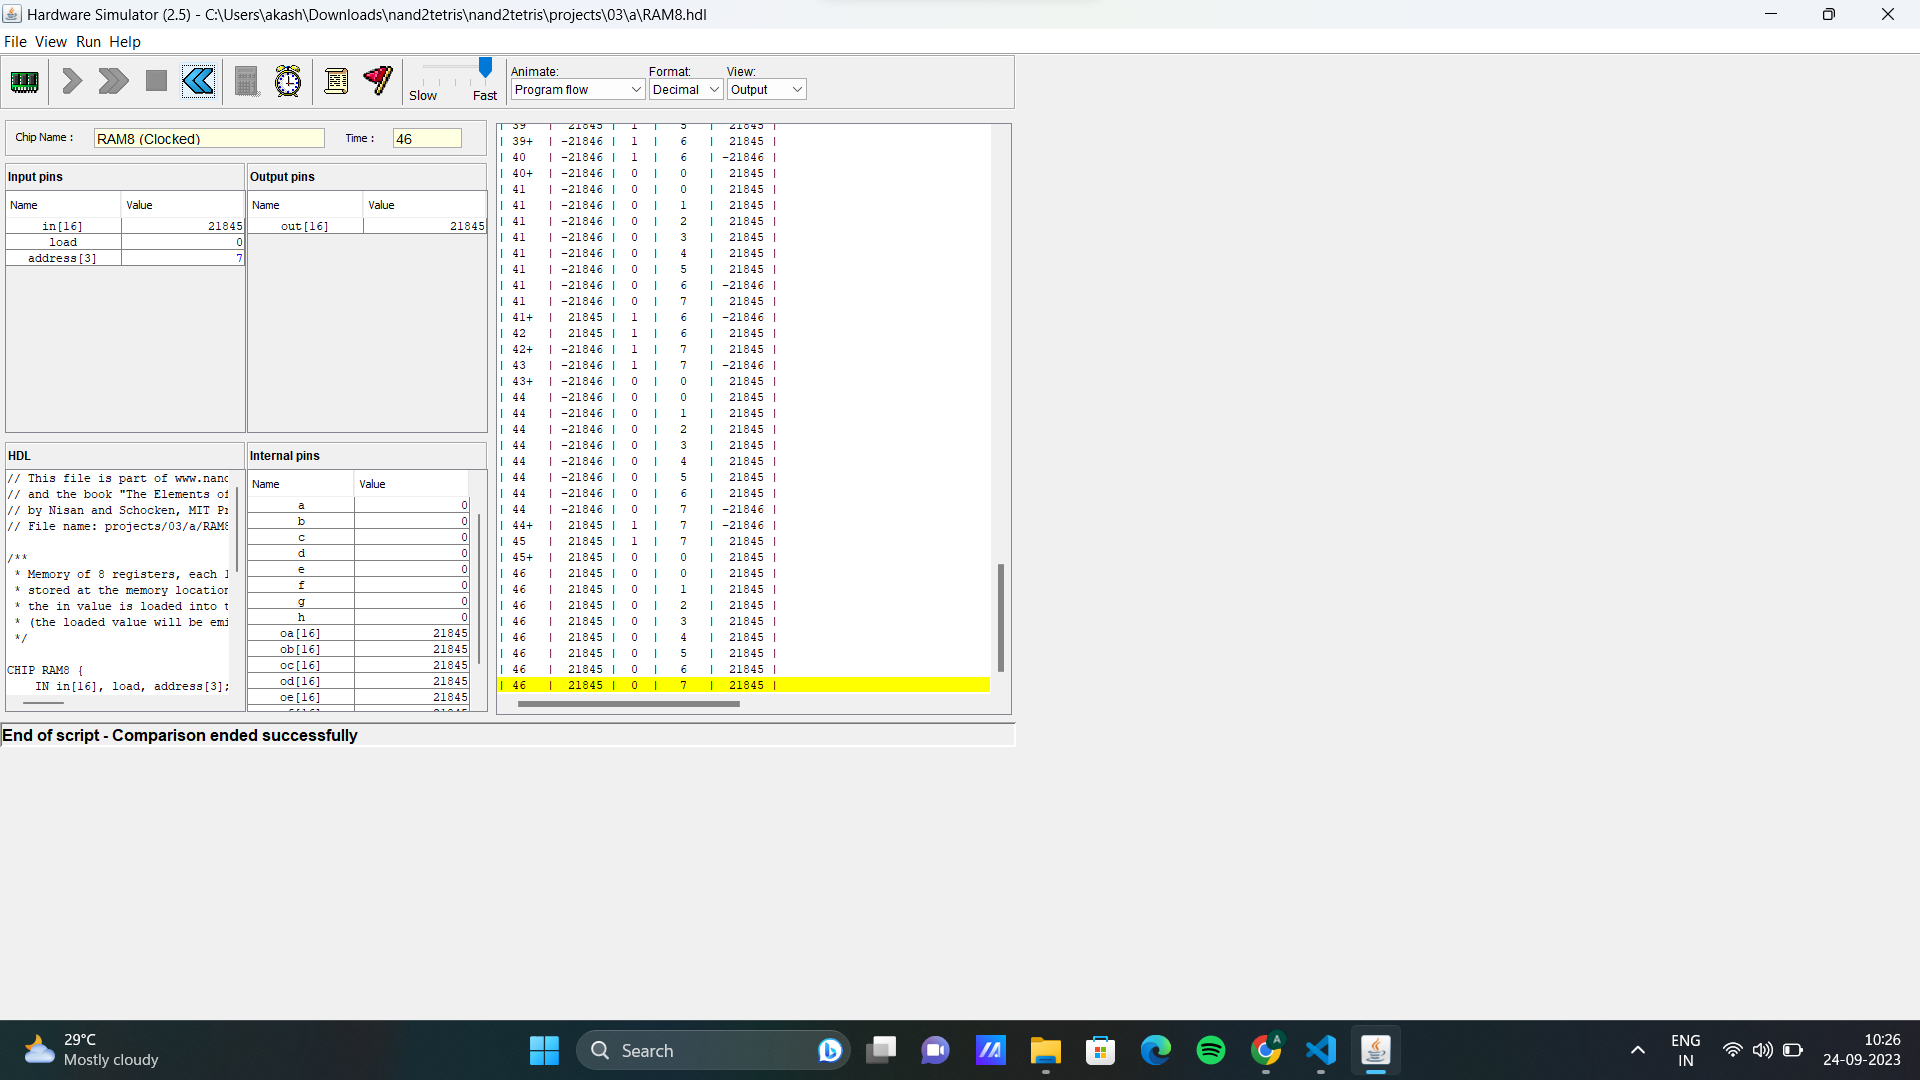 Hardware Simulator (2.5) - C:\Users\akash\Downloads\nand2tetris\nand2tetris\projects\03\a\RAM8.hdl
File View Run Help
Slow Fast
Animate: Format: View:
Program flow Decimal Output
Chip Name : RAM8 (Clocked) Time : 46
Input pins
Name Value
in[16] 21845
load 0
address[3] 7
Output pins
Name Value
out[16] 21845
HDL
// This file is part of www.nand
// and the book "The Elements of
// by Nisan and Schocken, MIT Pr
// File name: projects/03/a/RAM8
/**
* Memory of 8 registers, each 1
* stored at the memory location
* the in value is loaded into t
* (the loaded value will be emi
*/
CHIP RAM8 {
IN in[16], load, address[3];
Internal pins
Name Value
a 0
b 0
c 0
d 0
e 0
f 0
g 0
h 0
oa[16] 21845
ob[16] 21845
oc[16] 21845
od[16] 21845
oe[16] 21845
| 39 | 21845 | 1 | 5 | 21845 |
| 39+ | -21846 | 1 | 6 | 21845 |
| 40 | -21846 | 1 | 6 | -21846 |
| 40+ | -21846 | 0 | 0 | 21845 |
| 41 | -21846 | 0 | 0 | 21845 |
| 41 | -21846 | 0 | 1 | 21845 |
| 41 | -21846 | 0 | 2 | 21845 |
| 41 | -21846 | 0 | 3 | 21845 |
| 41 | -21846 | 0 | 4 | 21845 |
| 41 | -21846 | 0 | 5 | 21845 |
| 41 | -21846 | 0 | 6 | -21846 |
| 41 | -21846 | 0 | 7 | 21845 |
| 41+ | 21845 | 1 | 6 | -21846 |
| 42 | 21845 | 1 | 6 | 21845 |
| 42+ | -21846 | 1 | 7 | 21845 |
| 43 | -21846 | 1 | 7 | -21846 |
| 43+ | -21846 | 0 | 0 | 21845 |
| 44 | -21846 | 0 | 0 | 21845 |
| 44 | -21846 | 0 | 1 | 21845 |
| 44 | -21846 | 0 | 2 | 21845 |
| 44 | -21846 | 0 | 3 | 21845 |
| 44 | -21846 | 0 | 4 | 21845 |
| 44 | -21846 | 0 | 5 | 21845 |
| 44 | -21846 | 0 | 6 | 21845 |
| 44 | -21846 | 0 | 7 | -21846 |
| 44+ | 21845 | 1 | 7 | -21846 |
| 45 | 21845 | 1 | 7 | 21845 |
| 45+ | 21845 | 0 | 0 | 21845 |
| 46 | 21845 | 0 | 0 | 21845 |
| 46 | 21845 | 0 | 1 | 21845 |
| 46 | 21845 | 0 | 2 | 21845 |
| 46 | 21845 | 0 | 3 | 21845 |
| 46 | 21845 | 0 | 4 | 21845 |
| 46 | 21845 | 0 | 5 | 21845 |
| 46 | 21845 | 0 | 6 | 21845 |
| 46 | 21845 | 0 | 7 | 21845 |
End of script - Comparison ended successfully
29°C
Mostly cloudy
Search
A
ENG
IN
10:26
24-09-2023